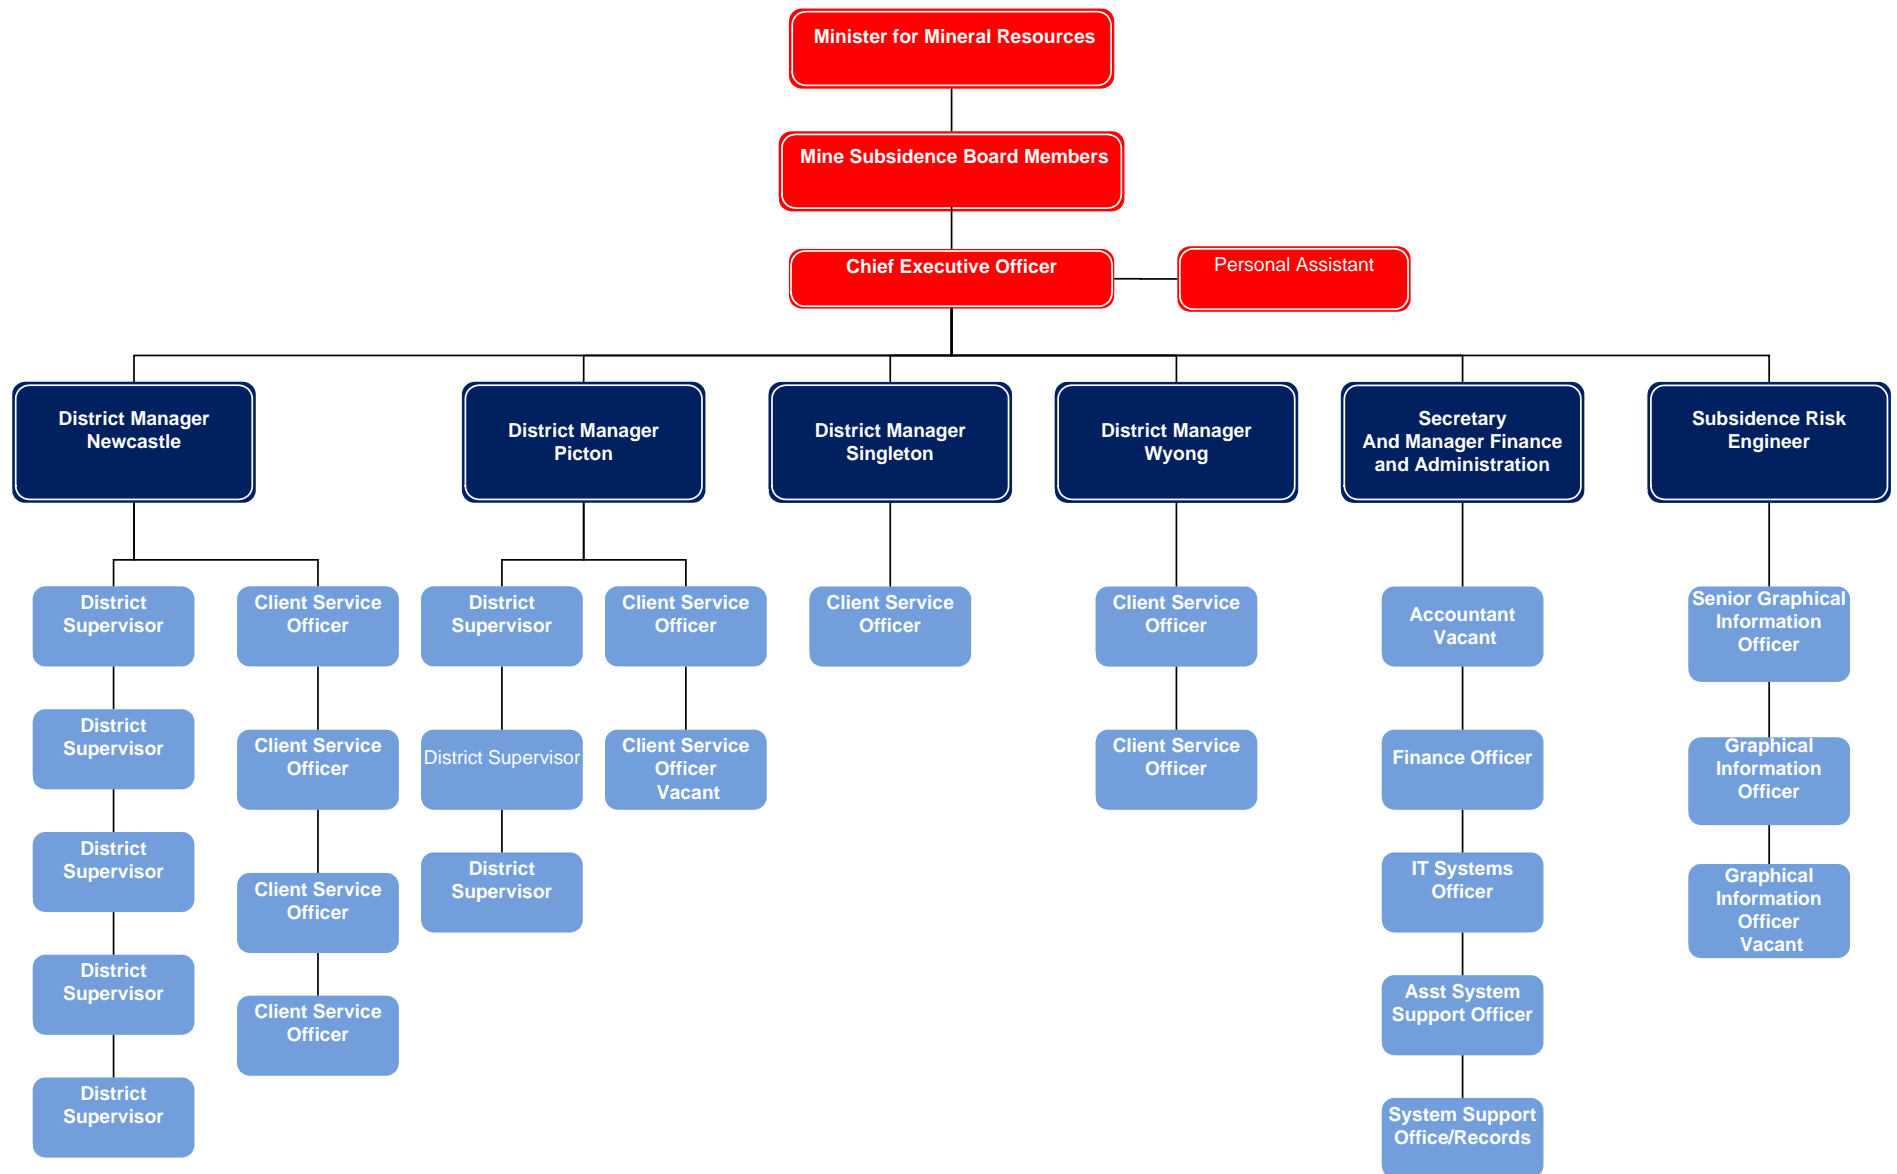 Minister for Mineral Resources
Mine Subsidence Board Members
Chief Executive Officer
Personal Assistant
District Manager
Newcastle
District Manager
Picton
District Manager
Singleton
District Manager
Wyong
Secretary
And Manager Finance
and Administration
Subsidence Risk
Engineer
District
Supervisor
Client Service
Officer
District
Supervisor
Client Service
Officer
Client Service
Officer
Client Service
Officer
Accountant
Vacant
Senior Graphical
Information
Officer
District
Supervisor
Client Service
Officer
District Supervisor
Client Service
Officer
Vacant
Client Service
Officer
Finance Officer
Graphical
Information
Officer
District
Supervisor
Client Service
Officer
District
Supervisor
IT Systems
Officer
Graphical
Information
Officer
Vacant
District
Supervisor
Client Service
Officer
Asst System
Support Officer
District
Supervisor
System Support
Office/Records